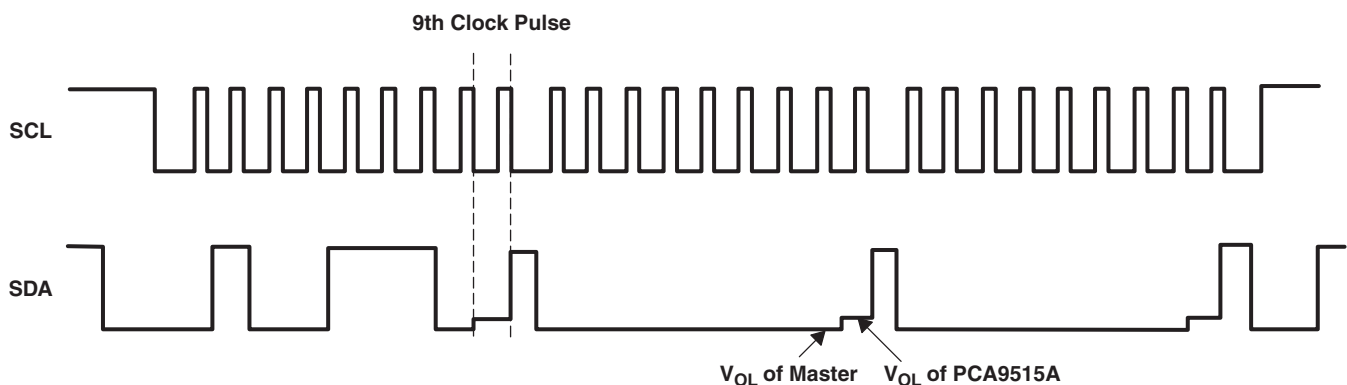 9th Clock Pulse
SCL
SDA
VOL of Master
VOL of PCA9515A